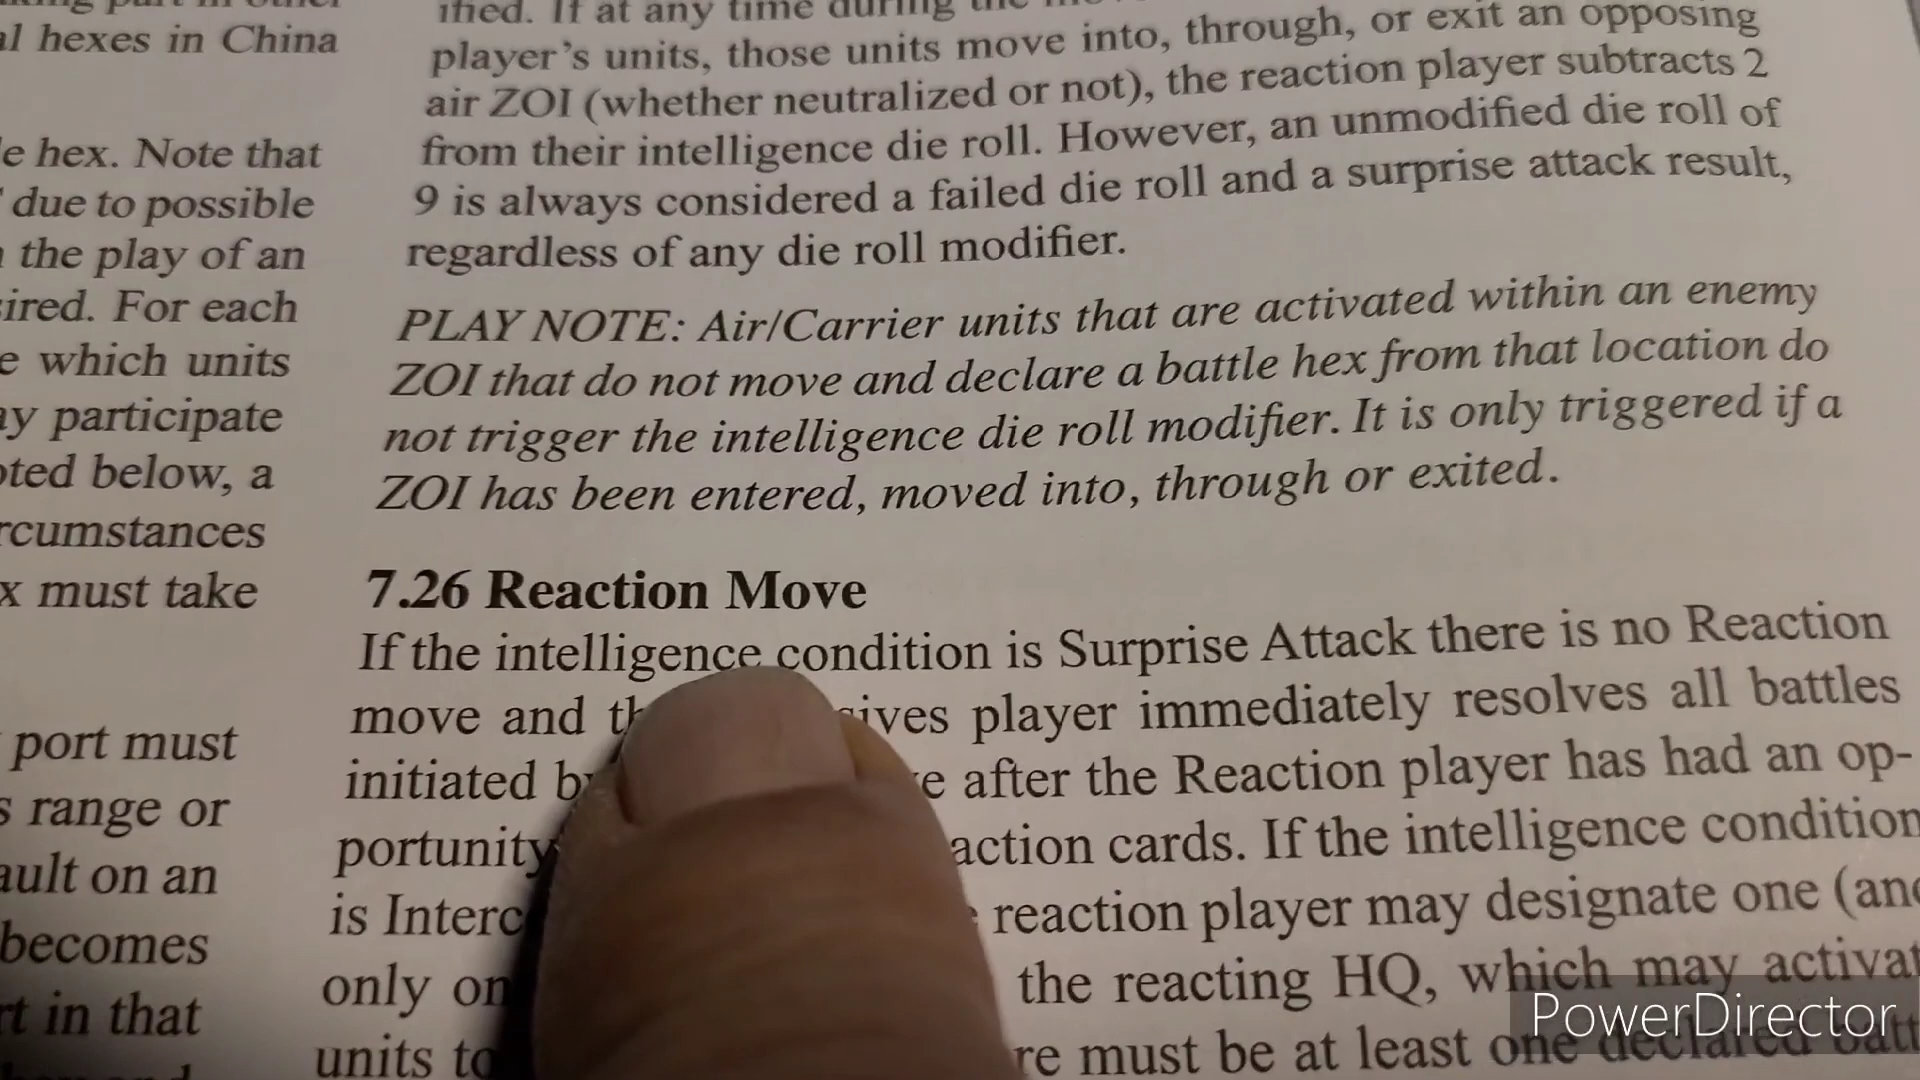 al hexes in China
e hex. Note that
due to possible
the play of an
ired. For each
e which units
ay participate
oted below, a
rcumstances
x must take
port must
s range or
ault on an
becomes
rt in that
ified. If at any time during the
player's units, those units move into, through, or exit an opposing
air ZOI (whether neutralized or not), the reaction player subtracts 2
from their intelligence die roll. However, an unmodified die roll of
9 is always considered a failed die roll and a surprise attack result,
regardless of any die roll modifier.
PLAY NOTE: Air/Carrier units that are activated within an enemy
ZOI that do not move and declare a battle hex from that location do
not trigger the intelligence die roll modifier. It is only triggered if a
ZOI has been entered, moved into, through or exited.
7.26 Reaction Move
If the intelligence condition is Surprise Attack there is no Reaction
move and sives player immediately resolves all battles
initiated after the Reaction player has had an op-
portunity action cards. If the intelligence condition
is reaction player may designate one (and
only the reacting HQ, which may activat
units must be at least one declared
PowerDirector